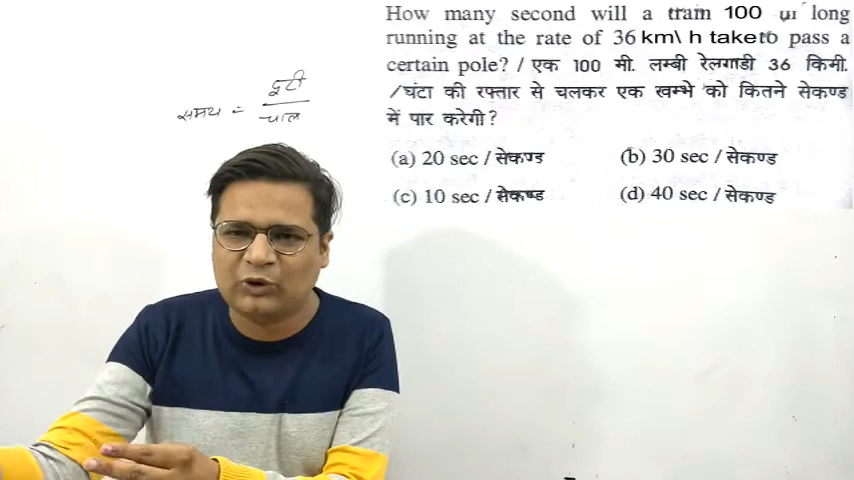 How many second will a train 100 m long
running at the rate of 36 km\ h taketo pass a
certain pole? / एक 100 मी. लम्बी रेलगाडी 36 किमी.
/घंटा की रफ्तार से चलकर एक खम्भे को कितने सेकण्ड
में पार करेगी?
(a) 20 sec / सेकण्ड (b) 30 sec / सेकण्ड
(c) 10 sec / सेकण्ड (d) 40 sec / सेकण्ड
समय = दूरी
चाल